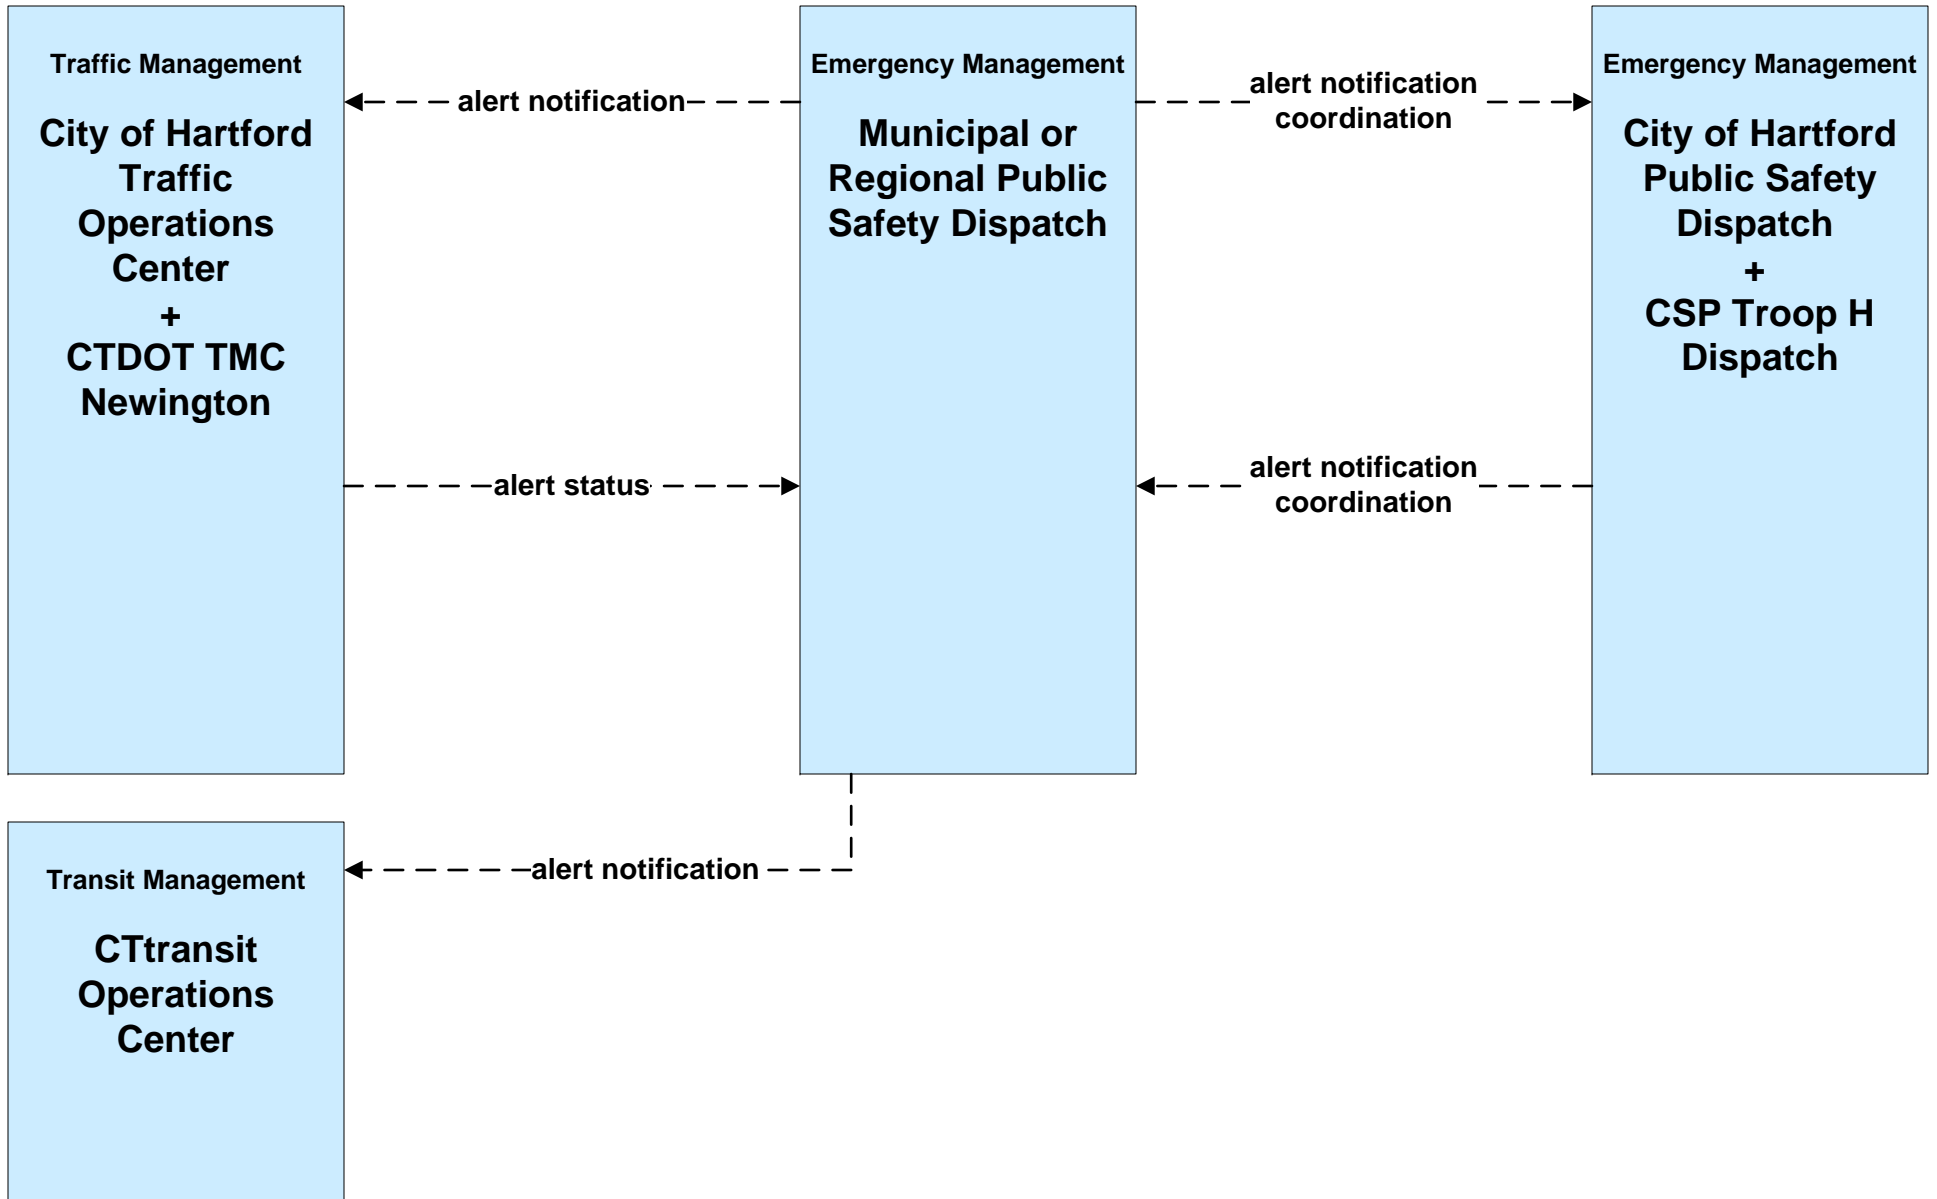 Traffic Management
City of Hartford
Traffic
Operations
Center
+
CTDOT TMC
Newington
alert notification
Emergency Management
Municipal or
Regional Public
Safety Dispatch
alert notification
coordination
Emergency Management
City of Hartford
Public Safety
Dispatch
+
CSP Troop H
Dispatch
alert status
alert notification
coordination
Transit Management
CTtransit
Operations
Center
alert notification